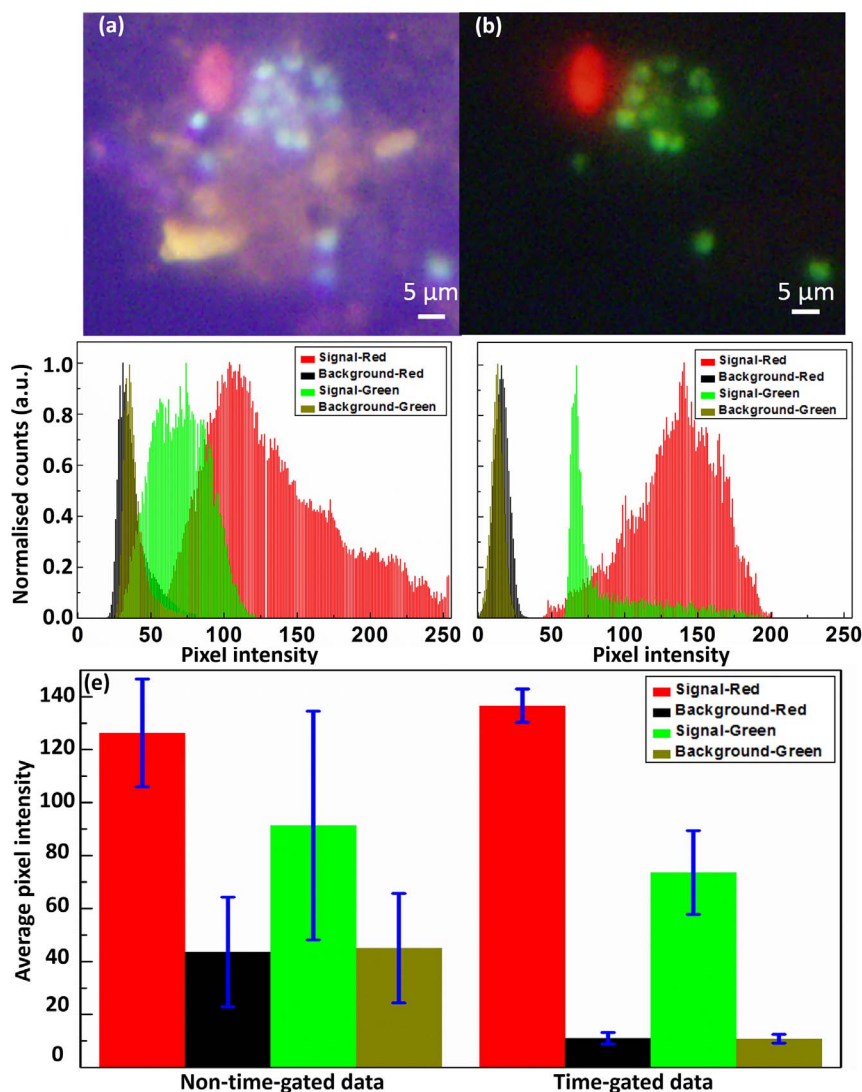 (a)
(b)
5 µm
5 µm
Normalised counts (a.u.)
1.0
0.8
0.6
0.4
0.2
0.0
Signal-Red
Background-Red
Signal-Green
Background-Green
0 50 100 150 200 250
Pixel intensity
Signal-Red
Background-Red
Signal-Green
Background-Green
0 50 100 150 200 250
Pixel intensity
(e)
Average pixel intensity
140
120
100
80
60
40
20
0
Signal-Red
Background-Red
Signal-Green
Background-Green
Non-time-gated data
Time-gated data